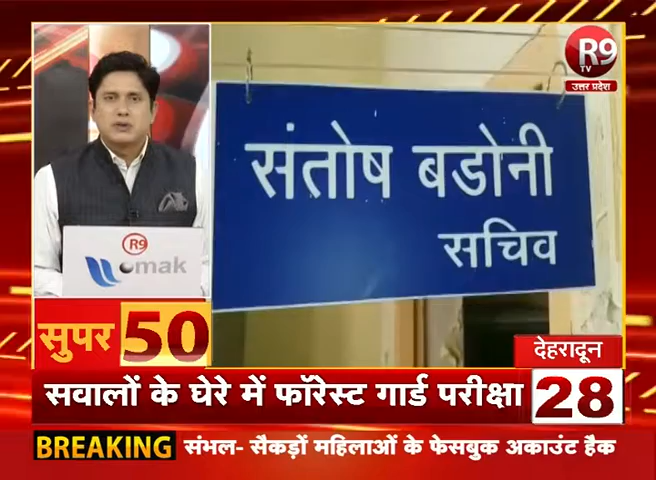 R9
TV
उत्तर प्रदेश
संतोष बडोनी
सचिव
R9
omak
सुपर 50
देहरादून
सवालों के घेरे में फॉरेस्ट गार्ड परीक्षा 28
BREAKING संभल- सैकड़ों महिलाओं के फेसबुक अकाउंट हैक